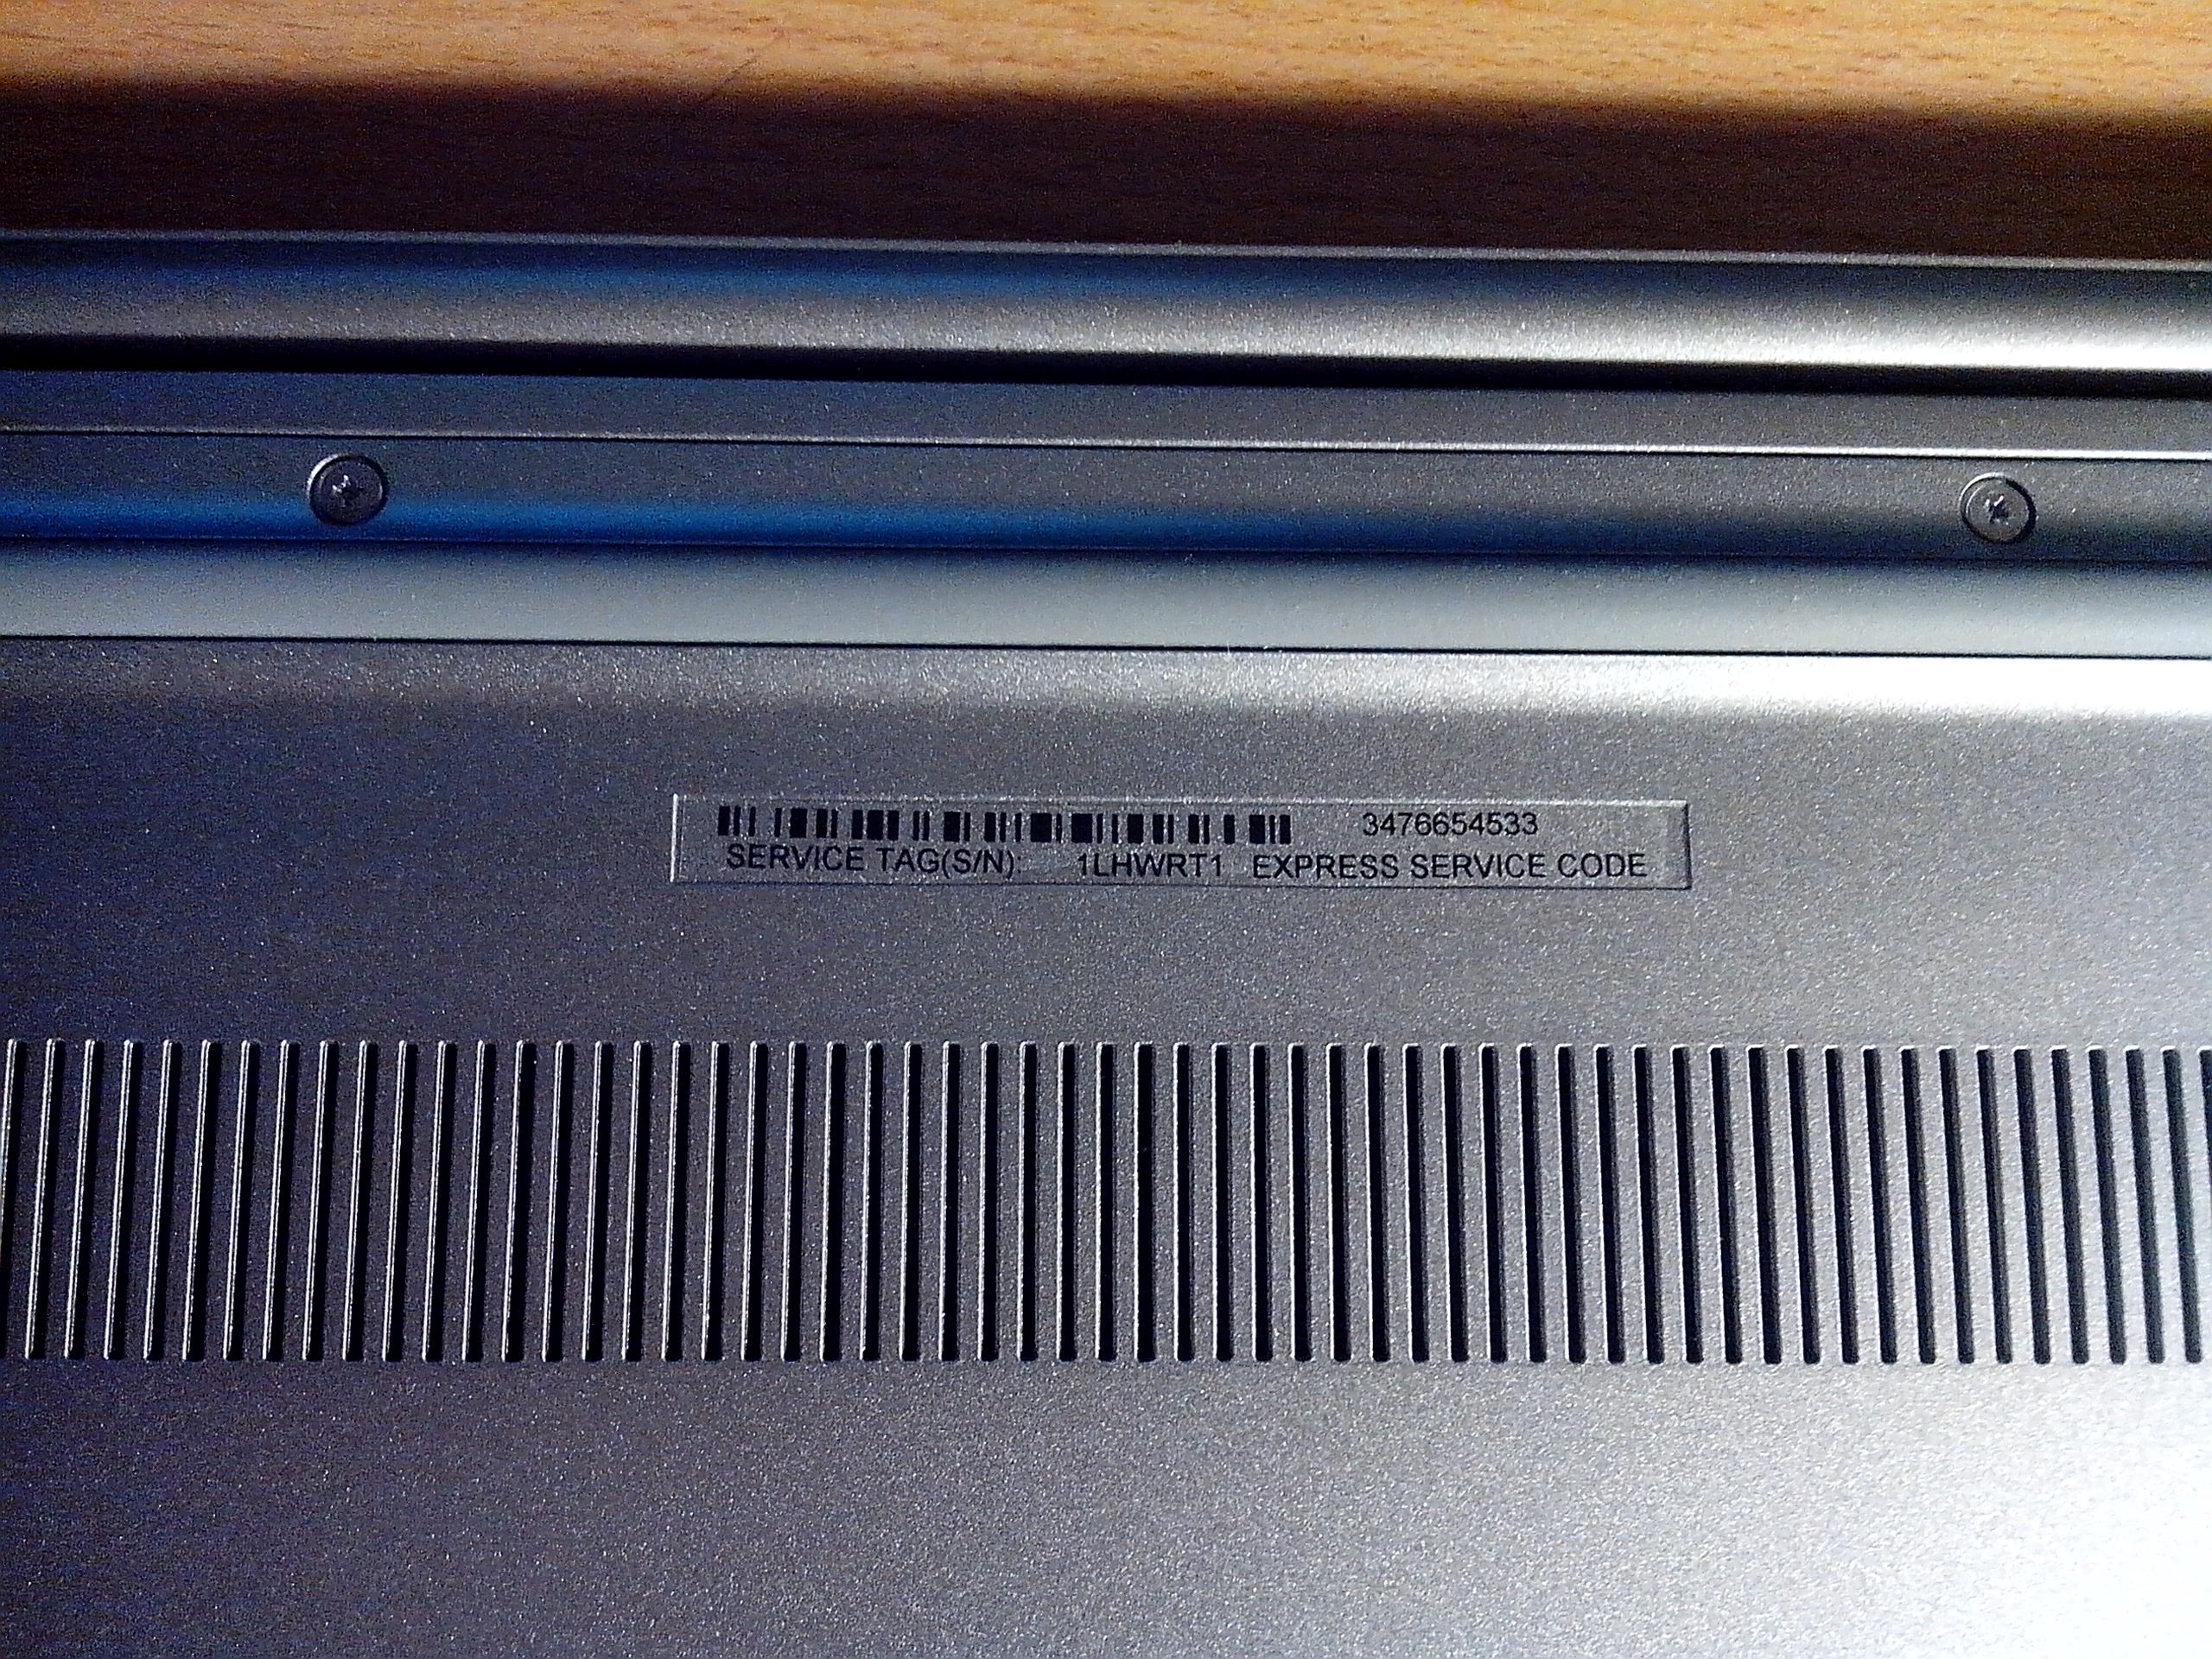 3476654533
SERVICE TAG(S/N): 1LHWRT1 EXPRESS SERVICE CODE